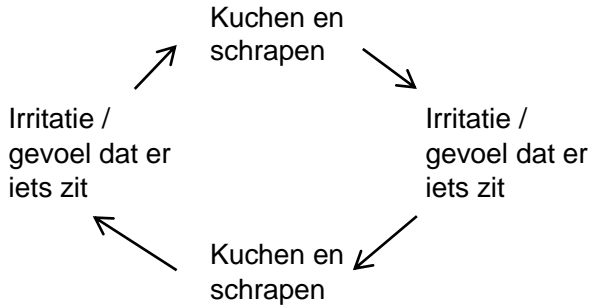 Kuchen en
schrapen
Irritatie /
gevoel dat er
iets zit
Irritatie /
gevoel dat er
iets zit
Kuchen en
schrapen